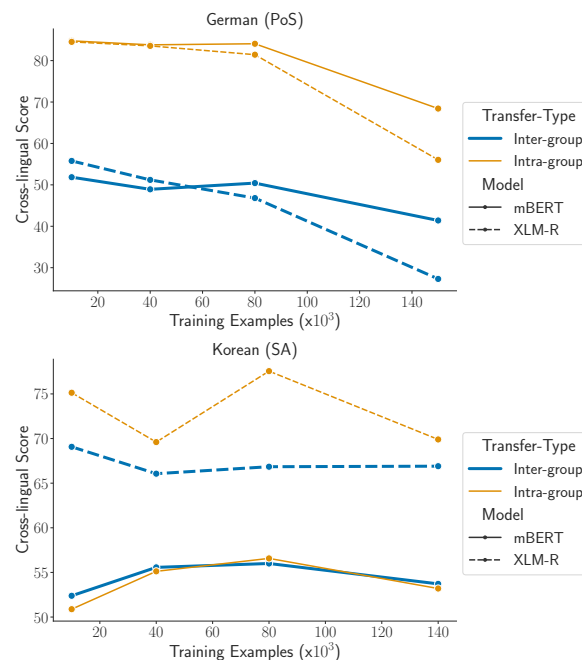 German (PoS)
Cross-lingual Score
80
70
60
50
40
30
20 40 60 80 100 120 140
Training Examples (x10³)
Transfer-Type
Inter-group
Intra-group
Model
mBERT
XLM-R
Korean (SA)
Cross-lingual Score
75
70
65
60
55
50
20 40 60 80 100 120 140
Training Examples (x10³)
Transfer-Type
Inter-group
Intra-group
Model
mBERT
XLM-R